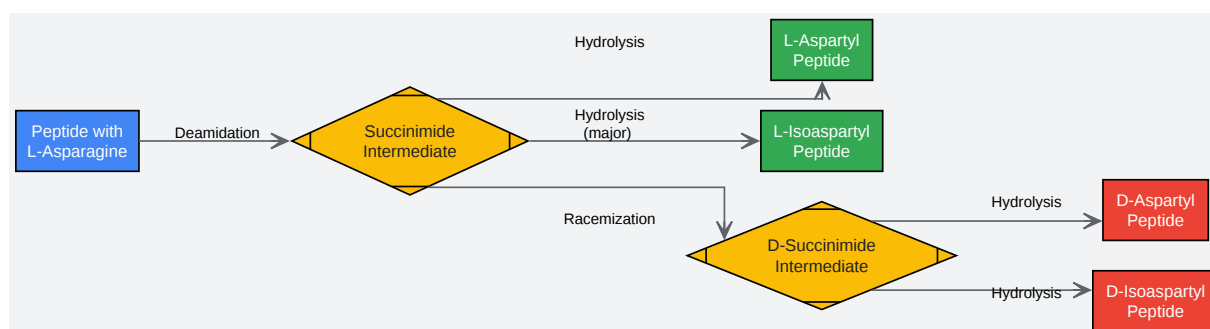 Hydrolysis
L-Aspartyl
Peptide
Peptide with
L-Asparagine
Deamidation
Succinimide
Intermediate
Hydrolysis
(major)
L-Isoaspartyl
Peptide
Racemization
D-Succinimide
Intermediate
Hydrolysis
D-Aspartyl
Peptide
Hydrolysis
D-Isoaspartyl
Peptide